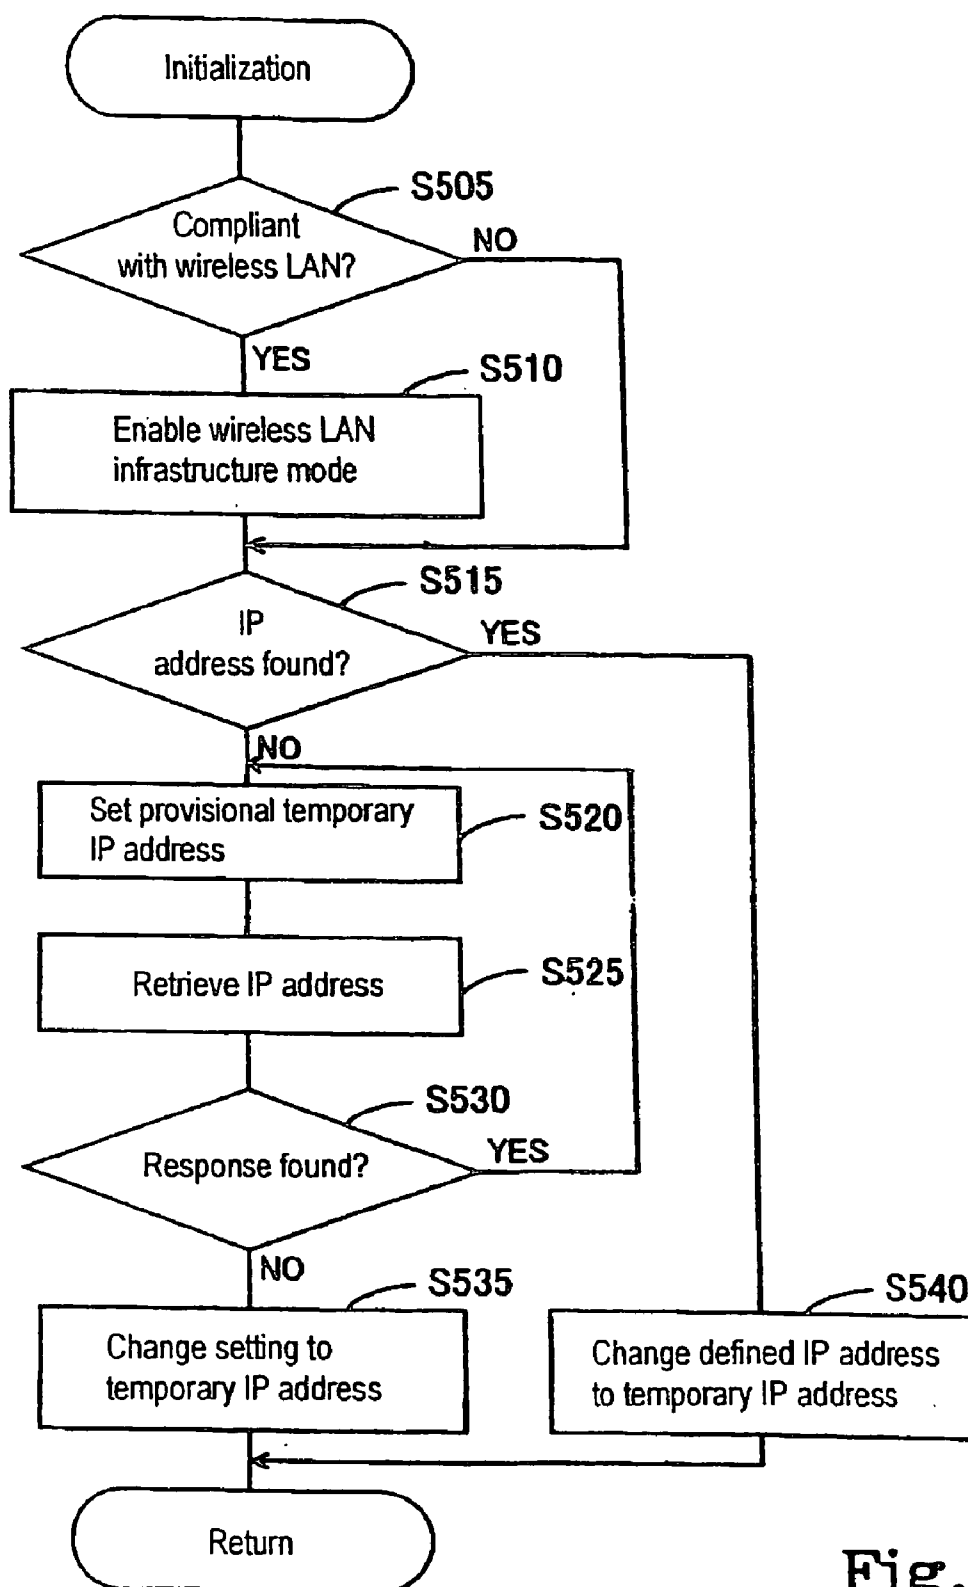 Initialization
S505
Compliant
with wireless LAN?
NO
YES
S510
Enable wireless LAN
infrastructure mode
S515
IP
address found?
YES
NO
Set provisional temporary
IP address
S520
Retrieve IP address
S525
S530
Response found?
YES
NO
S535
Change setting to
temporary IP address
S540
Change defined IP address
to temporary IP address
Return
Fig.